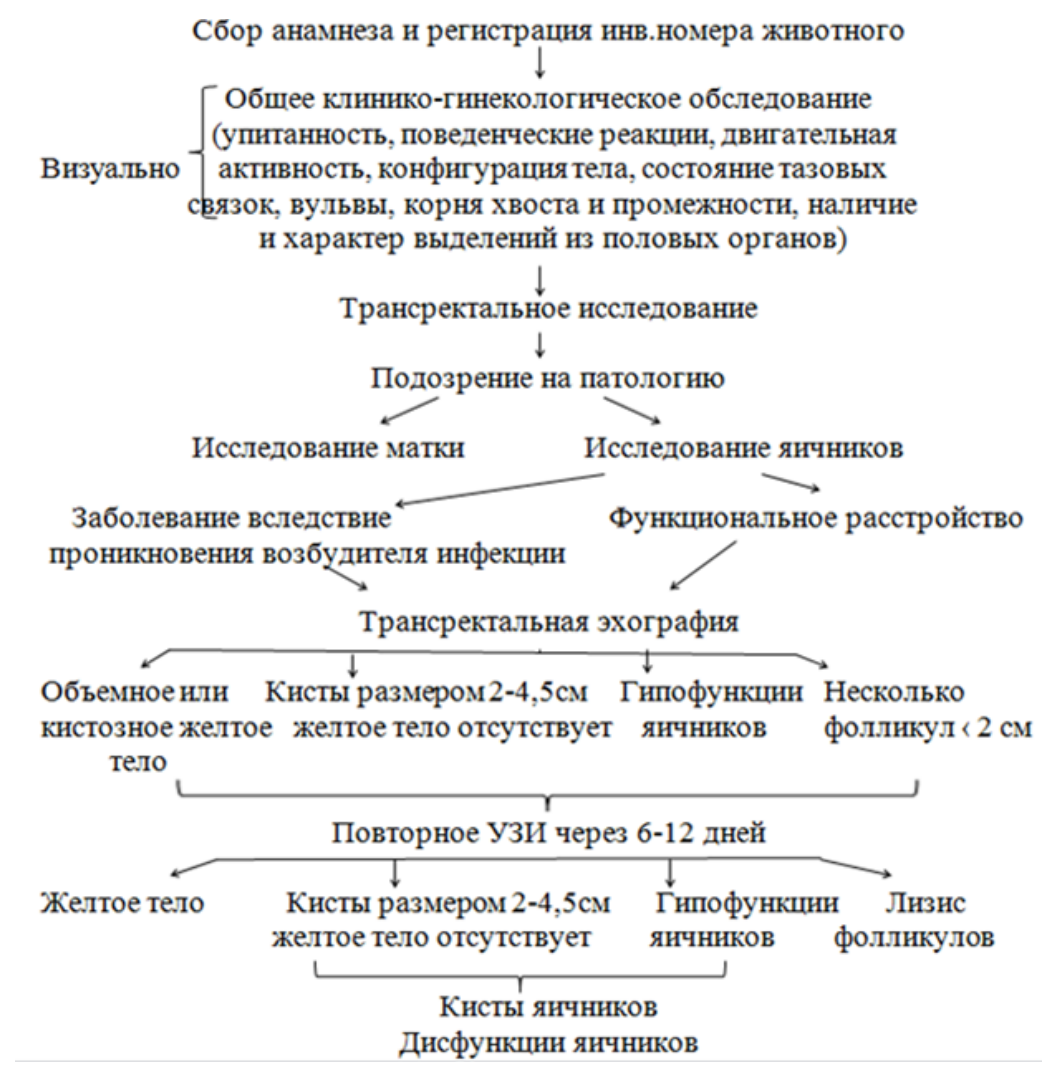 Сбор анамнеза и регистрация инв.номера животного
Общее клинико-гинекологическое обследование
(упитанность, поведенческие реакции, двигательная
Визуально
активность, конфигурация тела, состояние тазовых
связок, вульвы, корня хвоста и промежности, наличие
и характер выделений из половых органов)
Трансректальное исследование
Подозрение на патологию
Исследование матки
Исследование яичников
Заболевание вследствие
проникновения возбудителя инфекции
Функциональное расстройство
Трансректальная эхография
Объемное или
кистозное желтое
тело
Кисты размером 2-4,5см
желтое тело отсутствует
Гипофункции
яичников
Несколько
фолликул ‹ 2 см
Повторное УЗИ через 6-12 дней
Желтое тело
Кисты размером 2-4,5см
желтое тело отсутствует
Гипофункции
яичников
Лизис
фолликулов
Кисты яичников
Дисфункции яичников